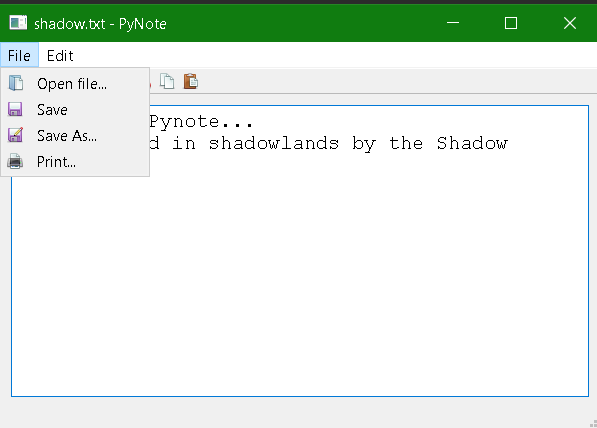 shadow.txt - PyNote
File Edit
Open file...
Save
Save As...
Print...
Pynote...
in shadowlands by the Shadow